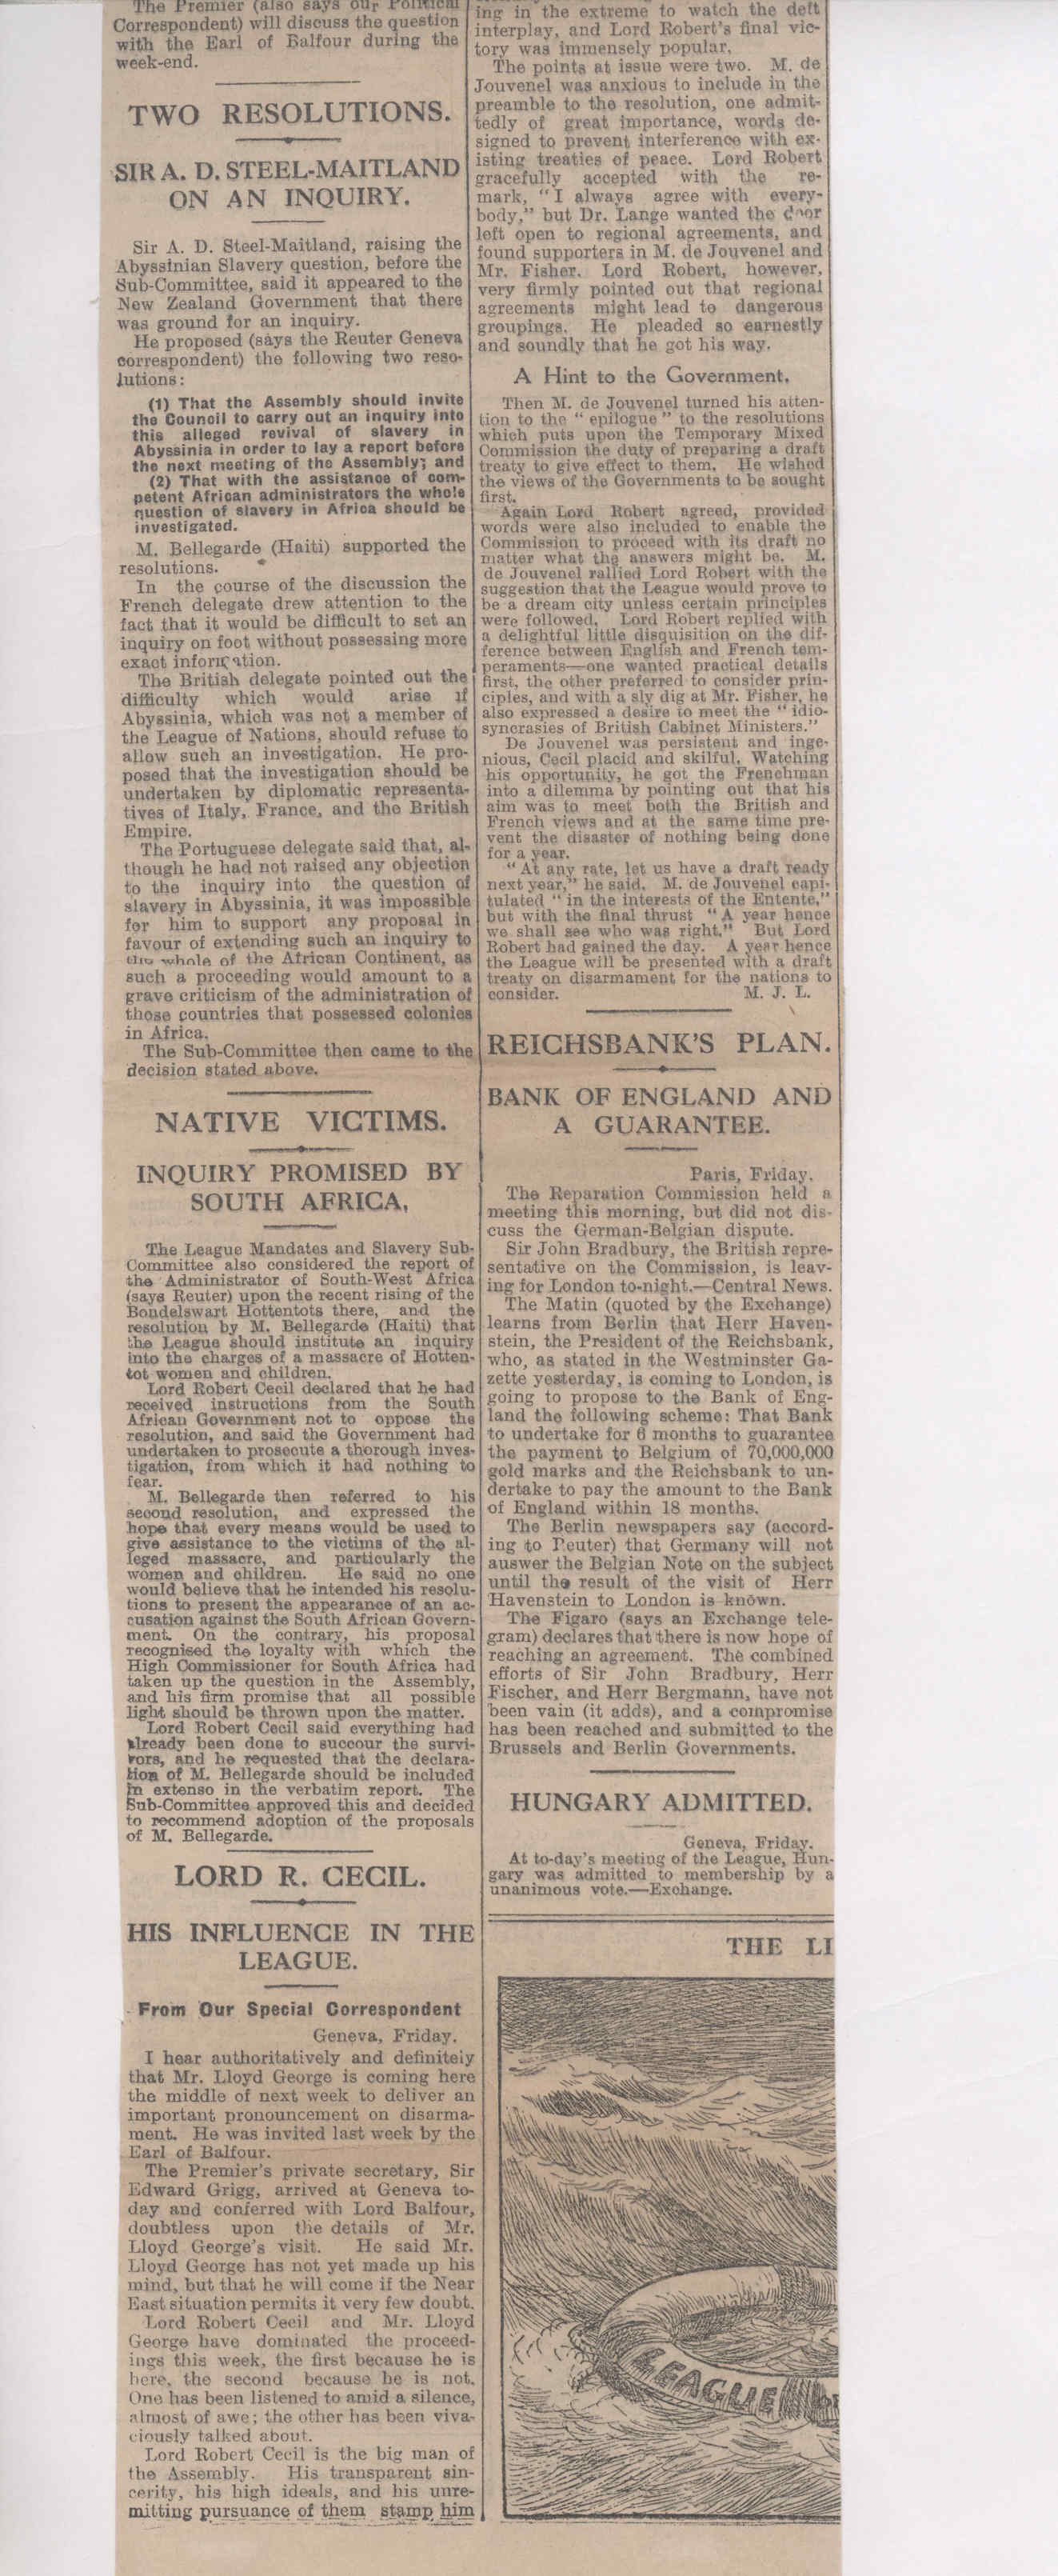 The Premier (also says our Political
Correspondent) will discuss the question
with the Earl of Balfour during the
week-end.
TWO RESOLUTIONS.
SIR A. D. STEEL-MAITLAND
ON AN INQUIRY.
Sir A. D. Steel-Maitland, raising the
Abyssinian Slavery question, before the
Sub-Committee, said it appeared to the
New Zealand Government that there
was ground for an inquiry.
He proposed (says the Reuter Geneva
correspondent) the following two reso-
lutions:
(1) That the Assembly should invite
the Council to carry out an inquiry into
this alleged revival of slavery in
Abyssinia in order to lay a report before
the next meeting of the Assembly; and
(2) That with the assistance of com-
petent African administrators the whole
question of slavery in Africa should be
investigated.
M. Bellegarde (Haiti) supported the
resolutions.
In the course of the discussion the
French delegate drew attention to the
fact that it would be difficult to set an
inquiry on foot without possessing more
exact information.
The British delegate pointed out the
difficulty which would arise if
Abyssinia, which was not a member of
the League of Nations, should refuse to
allow such an investigation. He pro-
posed that the investigation should be
undertaken by diplomatic representa-
tives of Italy, France, and the British
Empire.
The Portuguese delegate said that, al-
though he had not raised any objection
to the inquiry into the question of
slavery in Abyssinia, it was impossible
for him to support any proposal in
favour of extending such an inquiry to
the whole of the African Continent, as
such a proceeding would amount to a
grave criticism of the administration of
those countries that possessed colonies
in Africa.
The Sub-Committee then came to the
decision stated above.
NATIVE VICTIMS.
INQUIRY PROMISED BY
SOUTH AFRICA.
The League Mandates and Slavery Sub-
Committee also considered the report of
the Administrator of South-West Africa
(says Reuter) upon the recent rising of the
Bondelswart Hottentots there, and the
resolution by M. Bellegarde (Haiti) that
the League should institute an inquiry
into the charges of a massacre of Hotten-
tot women and children.
Lord Robert Cecil declared that he had
received instructions from the South
African Government not to oppose the
resolution, and said the Government had
undertaken to prosecute a thorough inves-
tigation, from which it had nothing to
fear.
M. Bellegarde then referred to his
second resolution, and expressed the
hope that every means would be used to
give assistance to the victims of the al-
leged massacre, and particularly the
women and children. He said no one
would believe that he intended his resolu-
tions to present the appearance of an ac-
cusation against the South African Govern-
ment. On the contrary, his proposal
recognised the loyalty with which the
High Commissioner for South Africa had
taken up the question in the Assembly,
and his firm promise that all possible
light should be thrown upon the matter.
Lord Robert Cecil said everything had
already been done to succour the survi-
vors, and he requested that the declara-
tion of M. Bellegarde should be included
in extenso in the verbatim report. The
Sub-Committee approved this and decided
to recommend adoption of the proposals
of M. Bellegarde.
LORD R. CECIL.
HIS INFLUENCE IN THE
LEAGUE.
From Our Special Correspondent
Geneva, Friday.
I hear authoritatively and definitely
that Mr. Lloyd George is coming here
the middle of next week to deliver an
important pronouncement on disarma-
ment. He was invited last week by the
Earl of Balfour.
The Premier's private secretary, Sir
Edward Grigg, arrived at Geneva to-
day and conferred with Lord Balfour,
doubtless upon the details of Mr.
Lloyd George's visit. He said Mr.
Lloyd George has not yet made up his
mind, but that he will come if the Near
East situation permits it very few doubt.
Lord Robert Cecil and Mr. Lloyd
George have dominated the proceed-
ings this week, the first because he is
here, the second because he is not.
One has been listened to amid a silence,
almost of awe; the other has been viva-
ciously talked about.
Lord Robert Cecil is the big man of
the Assembly. His transparent sin-
cerity, his high ideals, and his unre-
mitting pursuance of them stamp him
ing in the extreme to watch the deft
interplay, and Lord Robert's final vic-
tory was immensely popular.
The points at issue were two. M. de
Jouvenel was anxious to include in the
preamble to the resolution, one admit-
tedly of great importance, words de-
signed to prevent interference with ex-
isting treaties of peace. Lord Robert
gracefully accepted with the re-
mark, "I always agree with every-
body," but Dr. Lange wanted the door
left open to regional agreements, and
found supporters in M. de Jouvenel and
Mr. Fisher. Lord Robert, however,
very firmly pointed out that regional
agreements might lead to dangerous
groupings. He pleaded so earnestly
and soundly that he got his way.
A Hint to the Government.
Then M. de Jouvenel turned his atten-
tion to the "epilogue" to the resolutions
which puts upon the Temporary Mixed
Commission the duty of preparing a draft
treaty to give effect to them. He wished
the views of the Governments to be sought
first.
Again Lord Robert agreed, provided
words were also included to enable the
Commission to proceed with its draft no
matter what the answers might be. M.
de Jouvenel rallied Lord Robert with the
suggestion that the League would prove to
be a dream city unless certain principles
were followed. Lord Robert replied with
a delightful little disquisition on the dif-
ference between English and French tem-
peraments—one wanted practical details
first, the other preferred to consider prin-
ciples, and with a sly dig at Mr. Fisher, he
also expressed a desire to meet the "idio-
syncrasies of British Cabinet Ministers."
De Jouvenel was persistent and inge-
nious, Cecil placid and skilful. Watching
his opportunity, he got the Frenchman
into a dilemma by pointing out that his
aim was to meet both the British and
French views and at the same time pre-
vent the disaster of nothing being done
for a year.
"At any rate, let us have a draft ready
next year," he said. M. de Jouvenel capi-
tulated "in the interests of the Entente,"
but with the final thrust "A year hence
we shall see who was right." But Lord
Robert had gained the day. A year hence
the League will be presented with a draft
treaty on disarmament for the nations to
consider. M. J. L.
REICHSBANK'S PLAN.
BANK OF ENGLAND AND
A GUARANTEE.
Paris, Friday.
The Reparation Commission held a
meeting this morning, but did not dis-
cuss the German-Belgian dispute.
Sir John Bradbury, the British repre-
sentative on the Commission, is leav-
ing for London to-night.—Central News.
The Matin (quoted by the Exchange)
learns from Berlin that Herr Haven-
stein, the President of the Reichsbank,
who, as stated in the Westminster Ga-
zette yesterday, is coming to London, is
going to propose to the Bank of Eng-
land the following scheme: That Bank
to undertake for 6 months to guarantee
the payment to Belgium of 70,000,000
gold marks and the Reichsbank to un-
dertake to pay the amount to the Bank
of England within 18 months.
The Berlin newspapers say (accord-
ing to Reuter) that Germany will not
auswer the Belgian Note on the subject
until the result of the visit of Herr
Havenstein to London is known.
The Figaro (says an Exchange tele-
gram) declares that there is now hope of
reaching an agreement. The combined
efforts of Sir John Bradbury, Herr
Fischer, and Herr Bergmann, have not
been vain (it adds), and a compromise
has been reached and submitted to the
Brussels and Berlin Governments.
HUNGARY ADMITTED.
Geneva, Friday.
At to-day's meeting of the League, Hun-
gary was admitted to membership by a
unanimous vote.—Exchange.
THE LI
LEAGUE